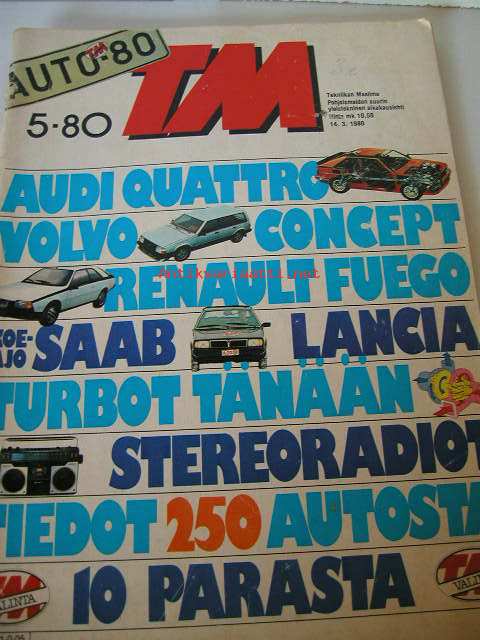 AUTO-80
TM
5-80
TM
Tekniikan Maailma
Pohjoismaiden suurin
yleistekninen aikakauslehti
14. 3. 1980
AUDI QUATTRO
VOLVO CONCEPT
antikvariaatti.net
RENAULT FUEGO
KOE-
AJO SAAB LANCIA
TURBOT TÄNÄÄN
STEREORADIOT
TIEDOT 250 AUTOSTA
10 PARASTA
TM
VALINTA
TM
VALINTA